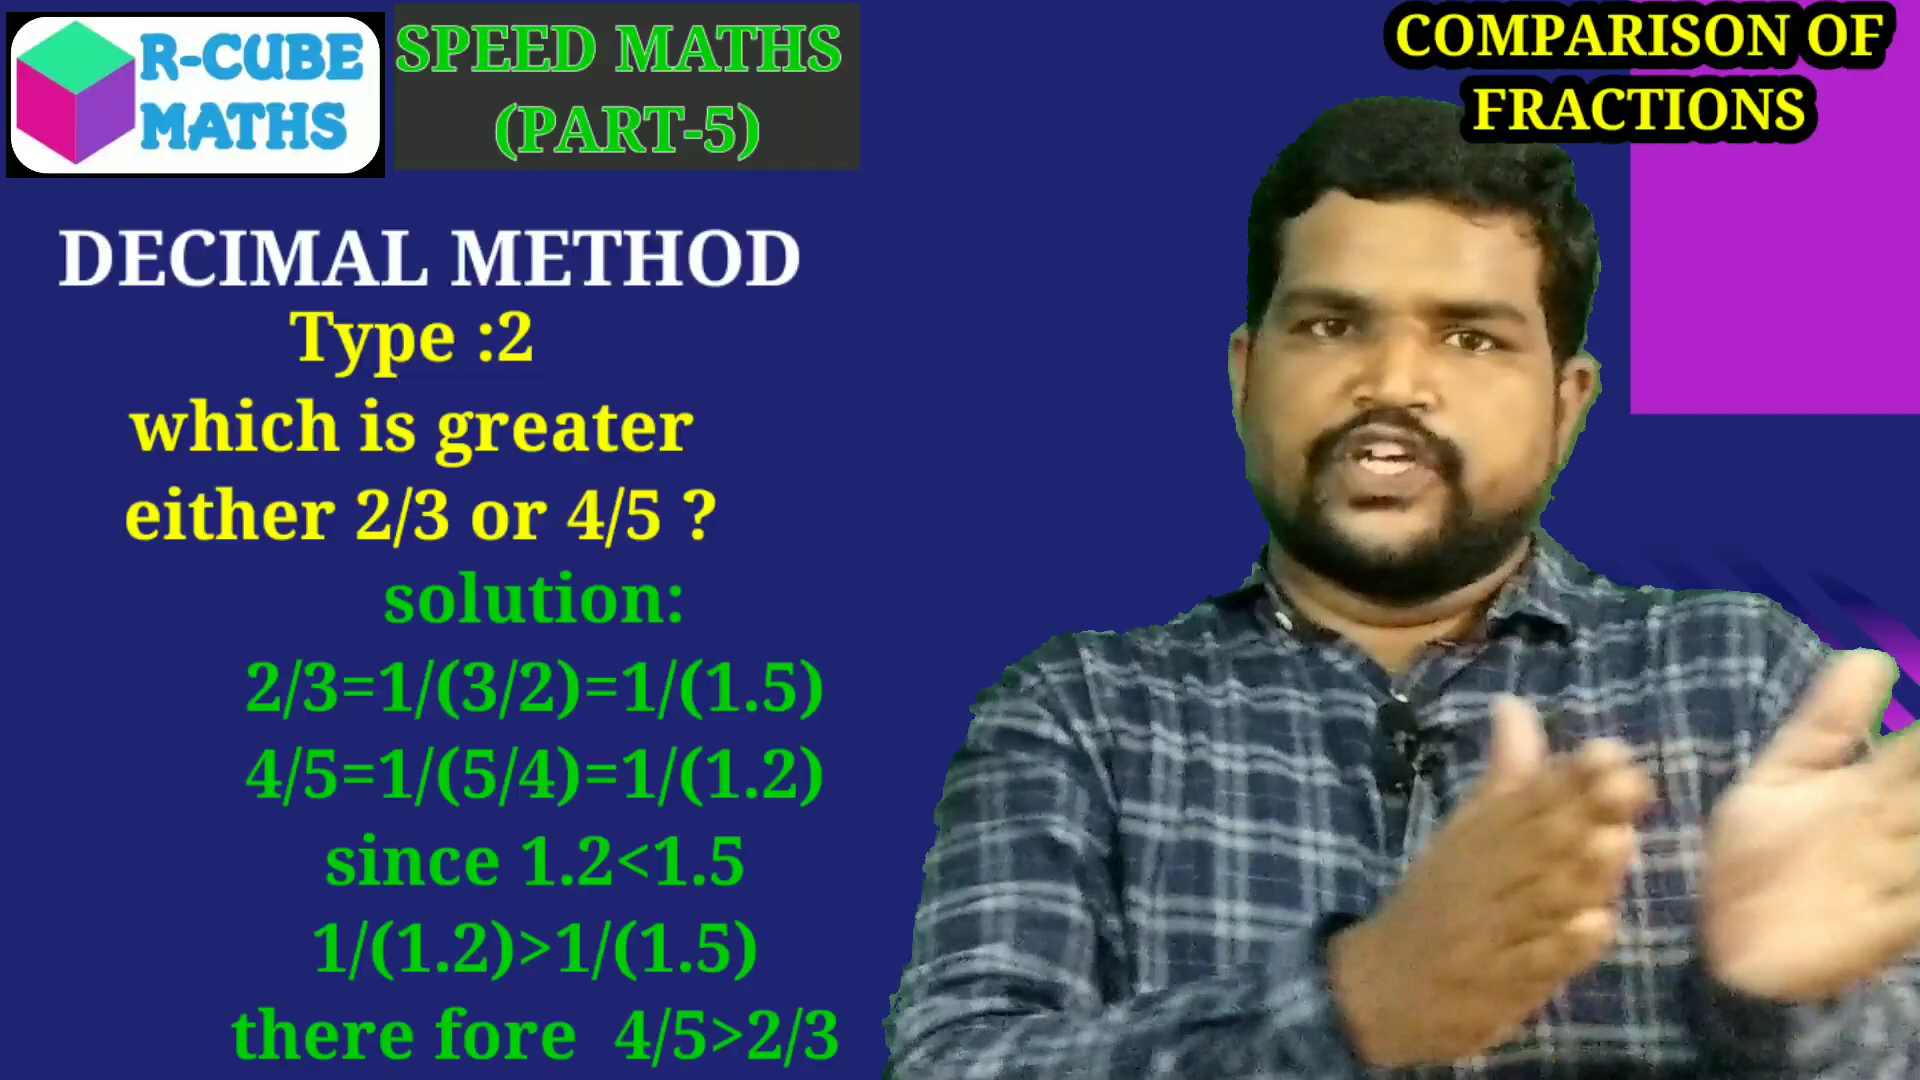 R-CUBE
MATHS
SPEED MATHS
(PART-5)
COMPARISON OF
FRACTIONS
DECIMAL METHOD
Type :2
which is greater
either 2/3 or 4/5 ?
solution:
2/3=1/(3/2)=1/(1.5)
4/5=1/(5/4)=1/(1.2)
since 1.2<1.5
1/(1.2)>1/(1.5)
there fore 4/5>2/3